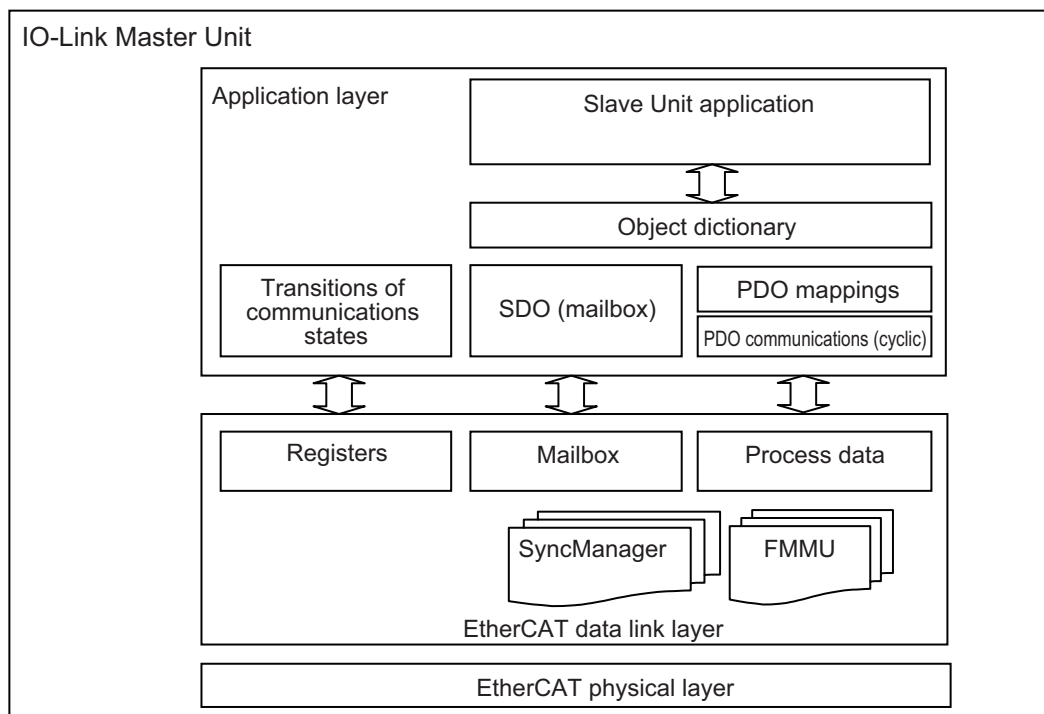 IO-Link Master Unit
Application layer
Slave Unit application
Object dictionary
Transitions of
communications
states
SDO (mailbox)
PDO mappings
PDO communications (cyclic)
Registers
Mailbox
Process data
SyncManager
FMMU
EtherCAT data link layer
EtherCAT physical layer